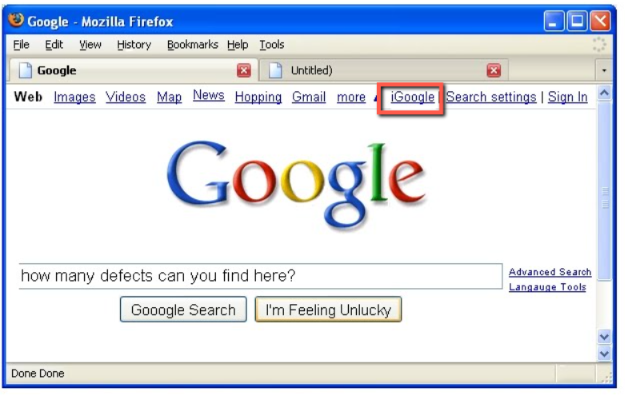 Google - Mozilla Firefox
File Edit View History Bookmarks Help Tools
Google Untitled)
Web Images Videos Map News Hopping Gmail more iGoogle | Search settings | Sign In
Google
how many defects can you find here?
Advanced Search
Langauge Tools
Gooogle Search I'm Feeling Unlucky
Done Done